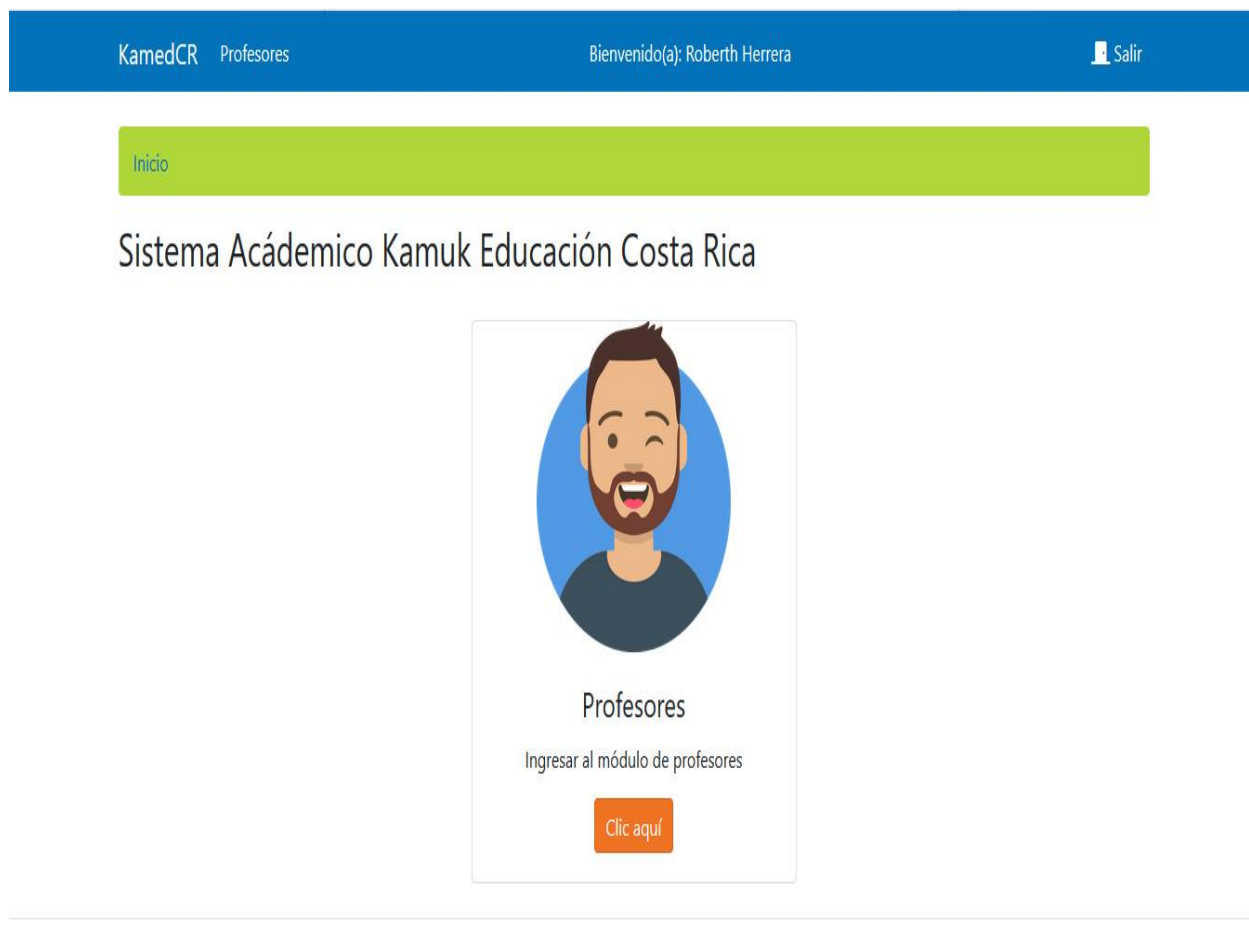 KamedCR Profesores Bienvenido(a): Roberth Herrera Salir
Inicio
Sistema Acádemico Kamuk Educación Costa Rica
Profesores
Ingresar al módulo de profesores
Clic aquí